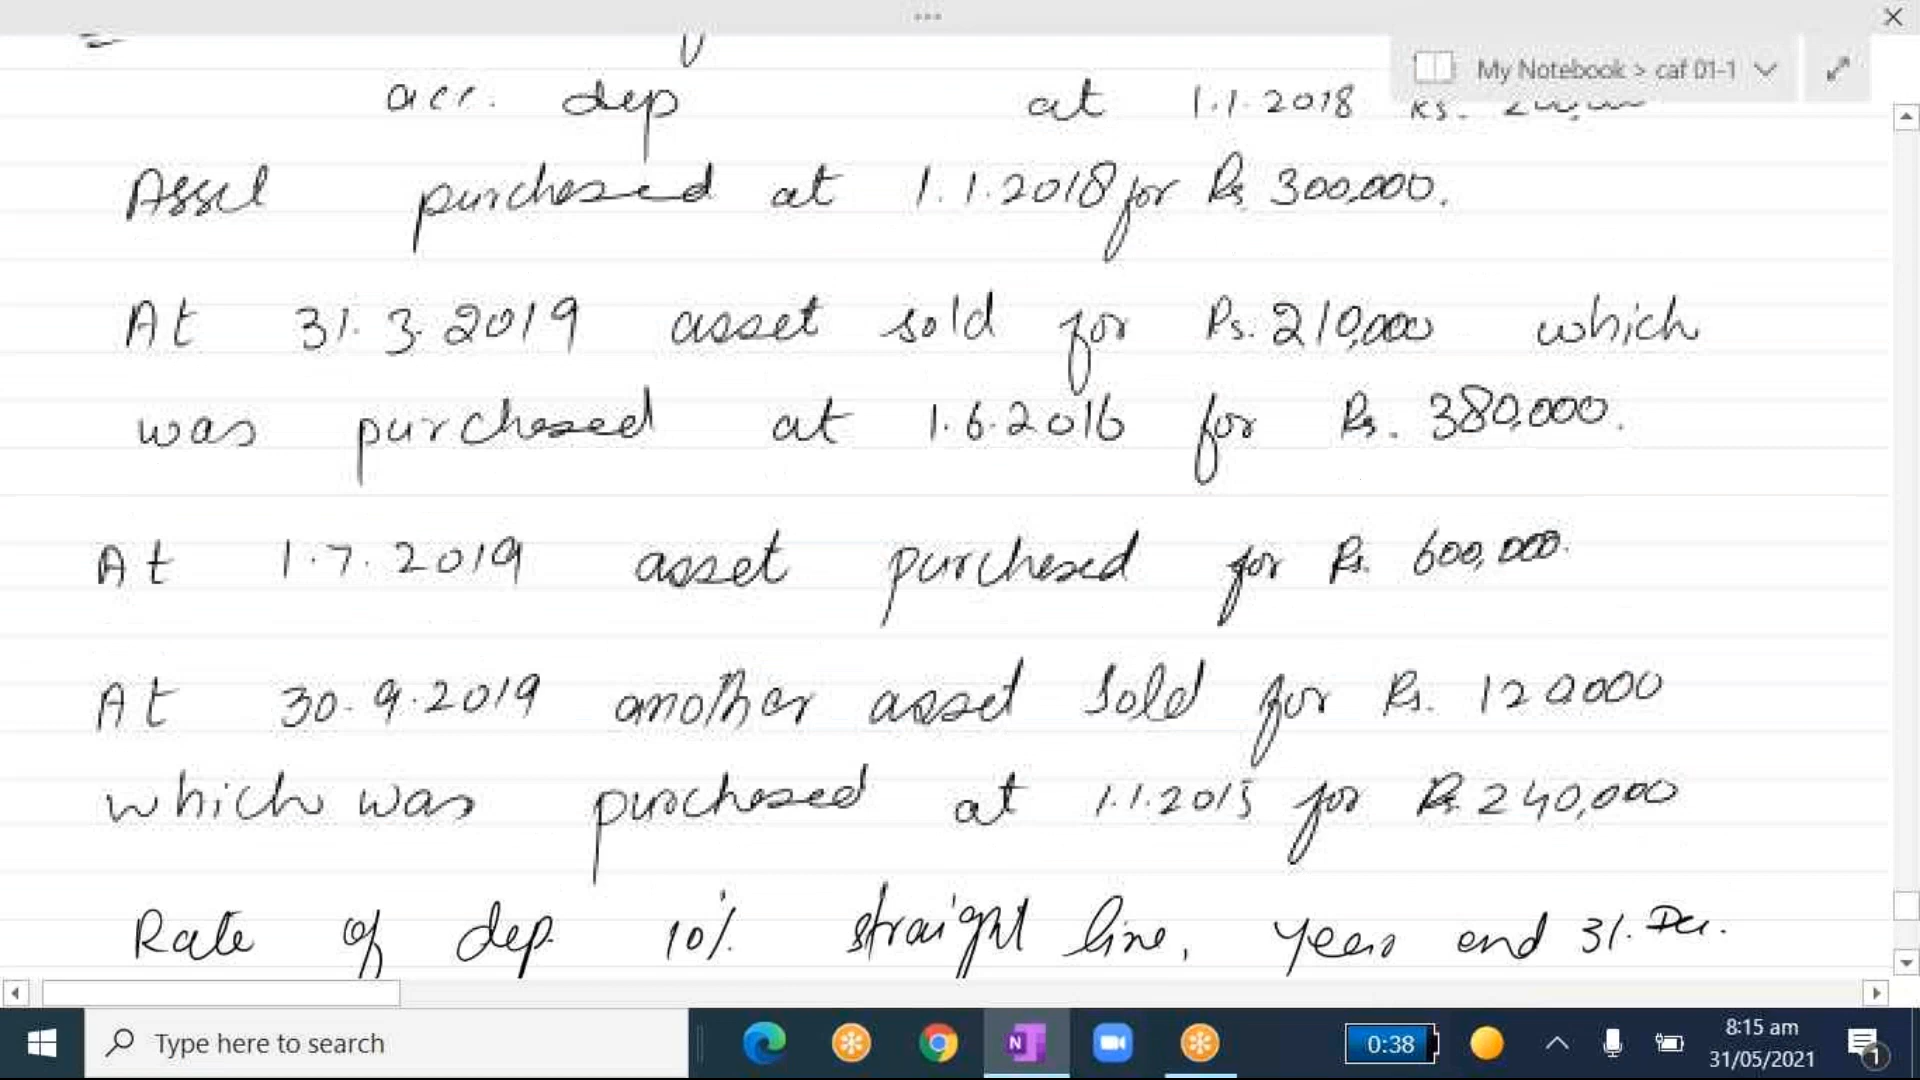 My Notebook > caf 01-1
acc. dep at 1.1.2018 Rs.
Asset purchased at 1.1.2018 for Rs. 300,000.
At 31.3.2019 asset sold for Rs. 210,000 which
was purchased at 1.6.2016 for Rs. 380,000.
At 1.7.2019 asset purchased for Rs. 600,000.
At 30.9.2019 another asset sold for Rs. 120000
which was purchased at 1.1.2015 for Rs. 240,000
Rate of dep. 10% straight line, years end 31. Dec.
Type here to search
0:38
8:15 am
31/05/2021
1